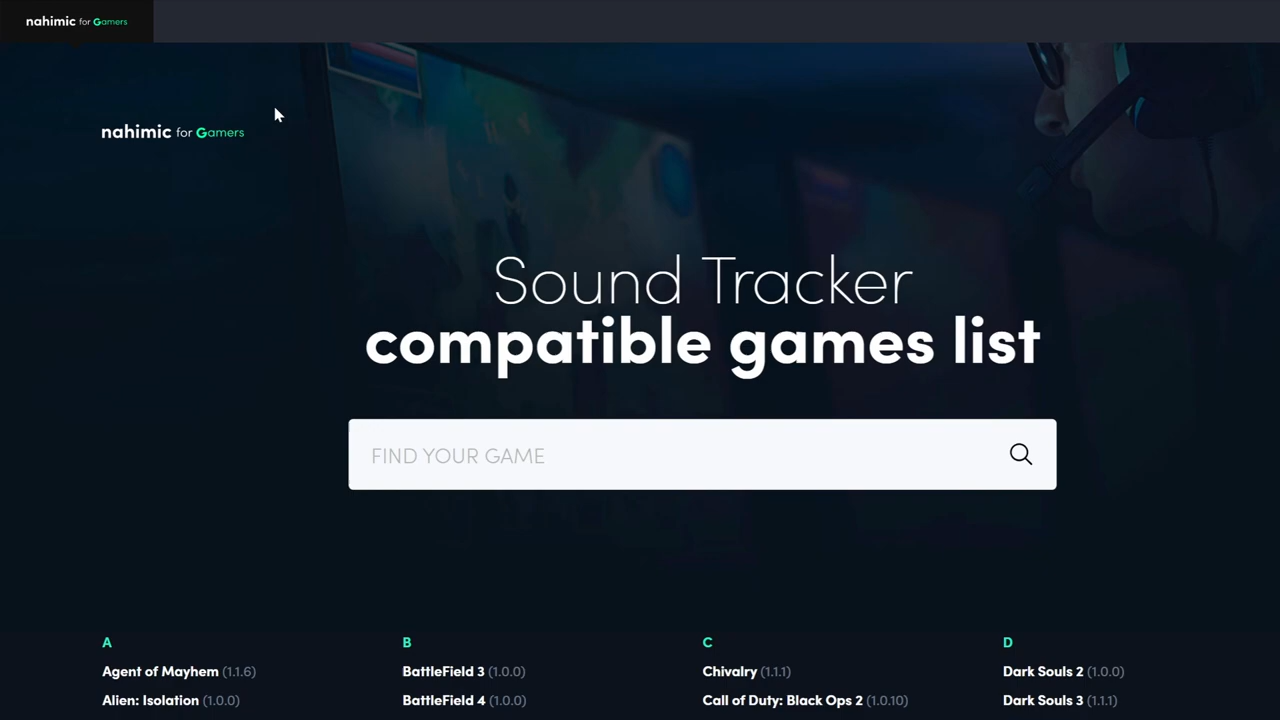 nahimic for Gamers
nahimic for Gamers
Sound Tracker
compatible games list
FIND YOUR GAME
A
Agent of Mayhem (1.1.6)
Alien: Isolation (1.0.0)
B
BattleField 3 (1.0.0)
BattleField 4 (1.0.0)
C
Chivalry (1.1.1)
Call of Duty: Black Ops 2 (1.0.10)
D
Dark Souls 2 (1.0.0)
Dark Souls 3 (1.1.1)